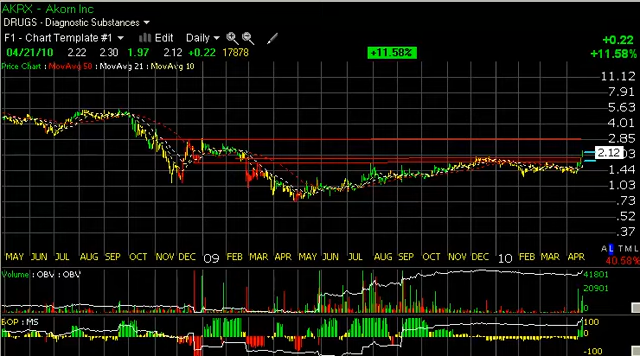 AKRX - Akorn Inc
DRUGS - Diagnostic Substances
F1 - Chart Template #1 Edit Daily
+0.22
04/21/10 2.22 2.30 1.97 2.12 +0.22 17878 +11.58% +11.58%
Price Chart : MovAvg 50 : MovAvg 21 : MovAvg 10
11.12
7.91
5.63
4.01
2.85
2.12
1.44
1.03
.73
.52
.37
A L T M L
MAY JUN JUL AUG SEP OCT NOV DEC 09 FEB MAR APR MAY JUN JUL AUG SEP OCT NOV DEC 10 FEB MAR APR 40.58%
Volume : OBV : OBV
41801
20901
BOP : MS
100
0
-100